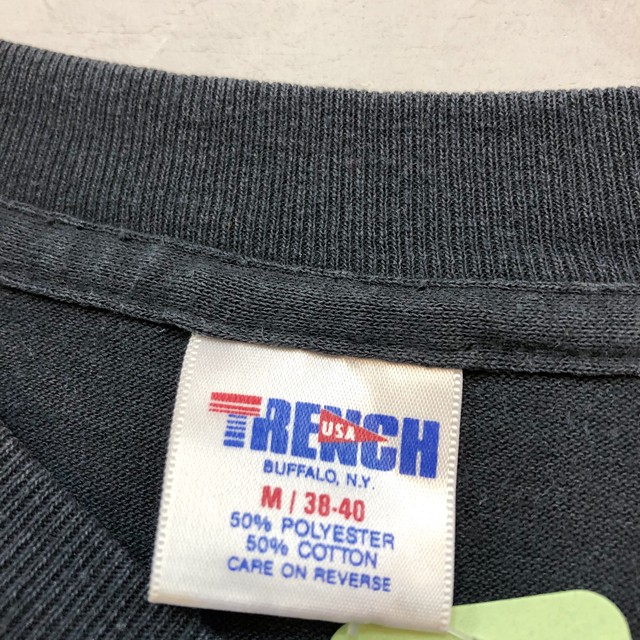 TRENCH
USA
BUFFALO, N.Y.
M / 38-40
50% POLYESTER
50% COTTON
CARE ON REVERSE